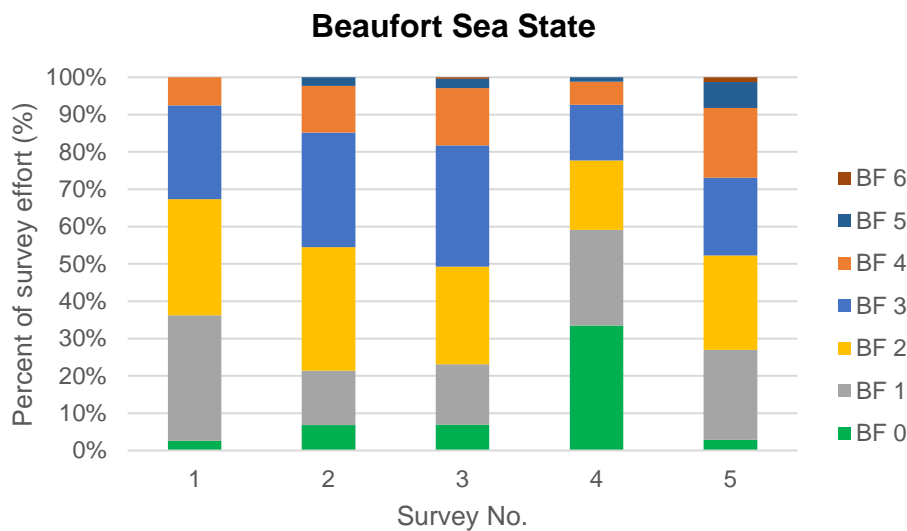 Beaufort Sea State
Percent of survey effort (%)
100%
90%
80%
70%
60%
50%
40%
30%
20%
10%
0%
1 2 3 4 5
Survey No.
BF 6
BF 5
BF 4
BF 3
BF 2
BF 1
BF 0